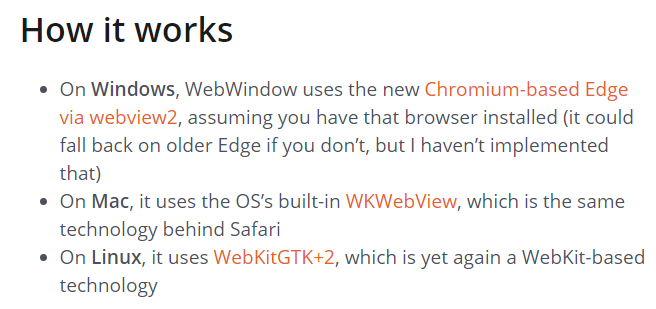 How it works
• On Windows, WebWindow uses the new Chromium-based Edge
via webview2, assuming you have that browser installed (it could
fall back on older Edge if you don’t, but I haven’t implemented
that)
• On Mac, it uses the OS’s built-in WKWebView, which is the same
technology behind Safari
• On Linux, it uses WebKitGTK+2, which is yet again a WebKit-based
technology